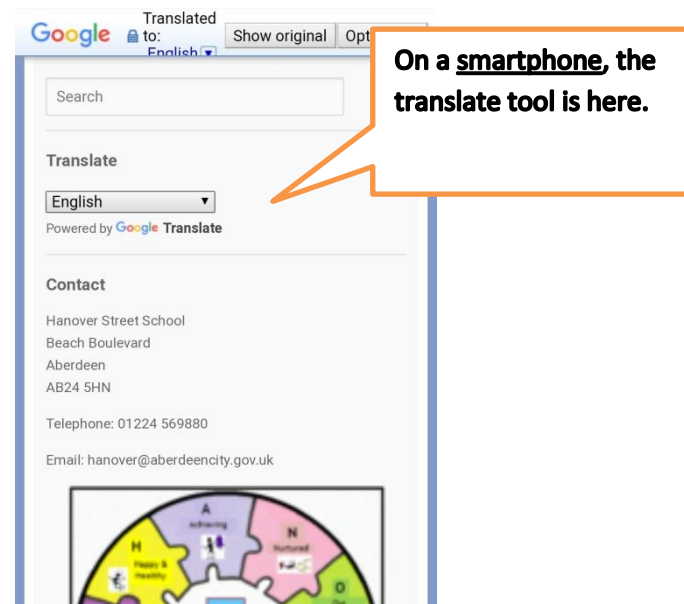 Google
Translated
to:
English
Show original
On a smartphone, the
translate tool is here.
Search
Translate
English
Powered by Google Translate
Contact
Hanover Street School
Beach Boulevard
Aberdeen
AB24 5HN
Telephone: 01224 569880
Email: hanover@aberdeencity.gov.uk
A
Achieving
N
Nurtured
H
Happy &
Healthy
O